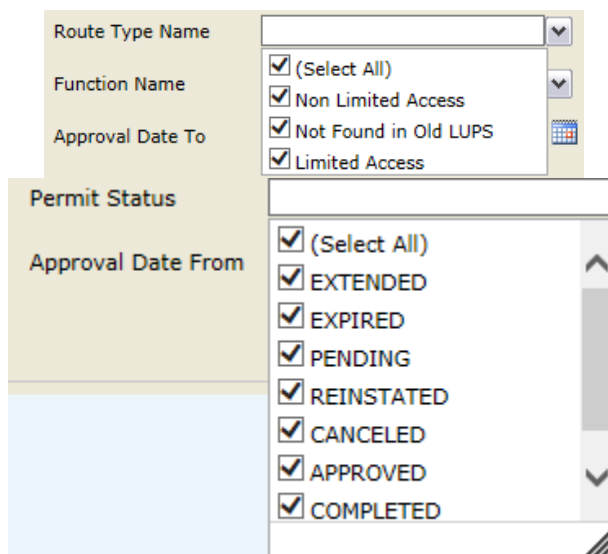 Route Type Name
(Select All)
Function Name
Non Limited Access
Approval Date To
Not Found in Old LUPS
Limited Access
Permit Status
(Select All)
Approval Date From
EXTENDED
EXPIRED
PENDING
REINSTATED
CANCELED
APPROVED
COMPLETED